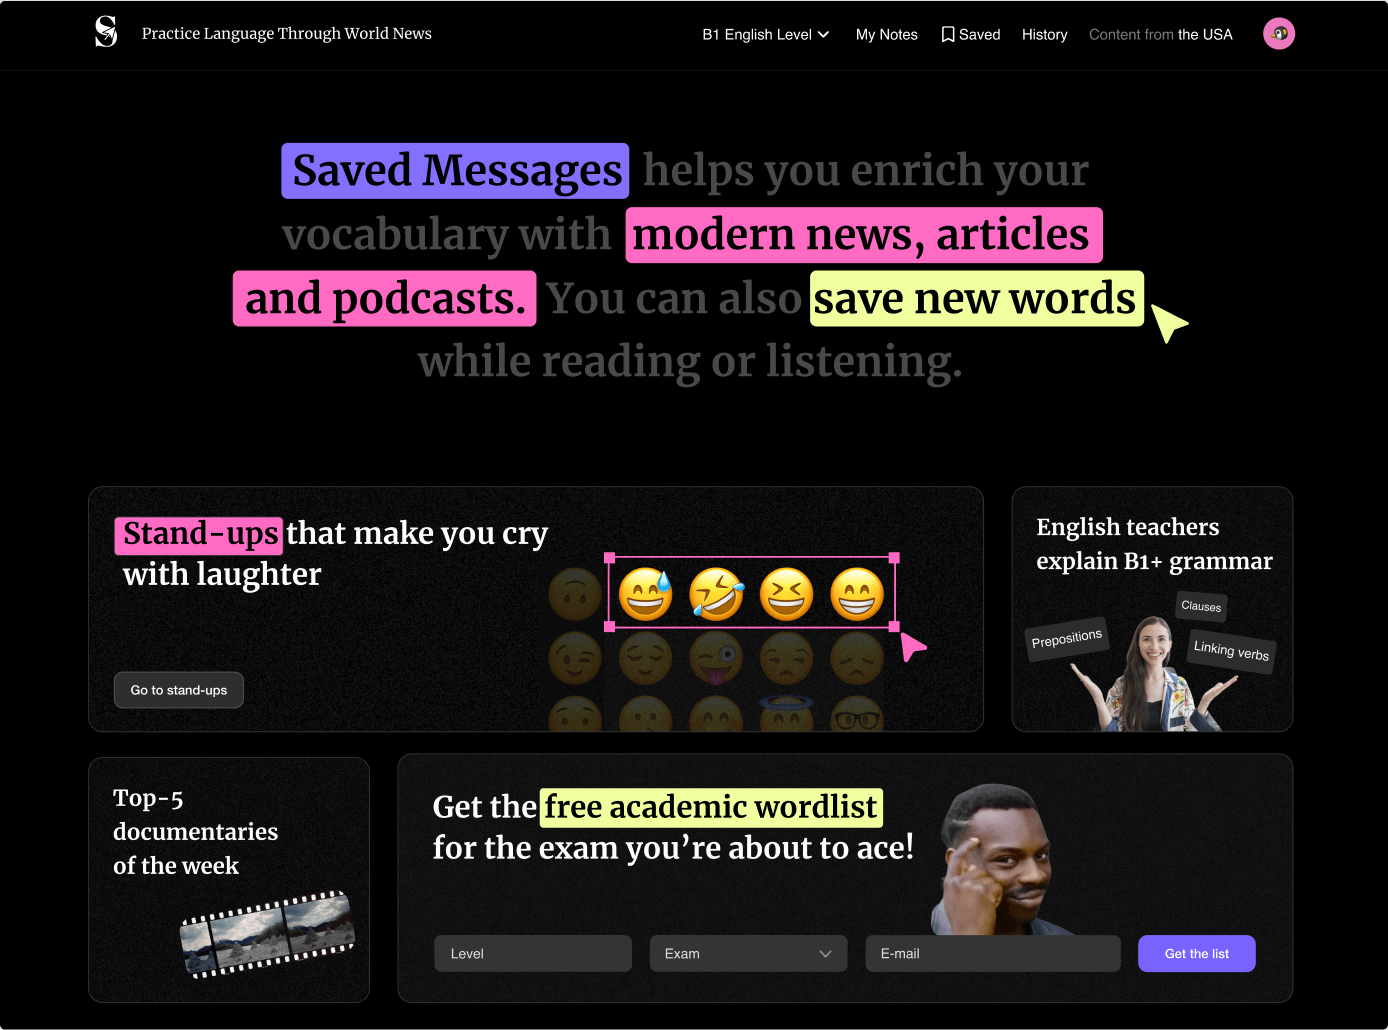 S
Practice Language Through World News
B1 English Level
My Notes
Saved
History
Content from the USA
Saved Messages helps you enrich your
vocabulary with modern news, articles
and podcasts. You can also save new words
while reading or listening.
Stand-ups that make you cry
with laughter
Go to stand-ups
English teachers
explain B1+ grammar
Clauses
Prepositions
Linking verbs
Top-5
documentaries
of the week
Get the free academic wordlist
for the exam you’re about to ace!
Level
Exam
E-mail
Get the list